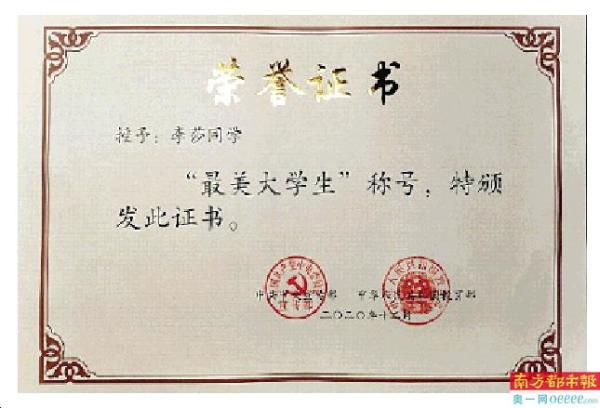 荣誉证书
授予：李莎同学
“最美大学生”称号，特颁
发此证书。
二〇二〇年十二月
南方都市报
奥一网oeeee.com